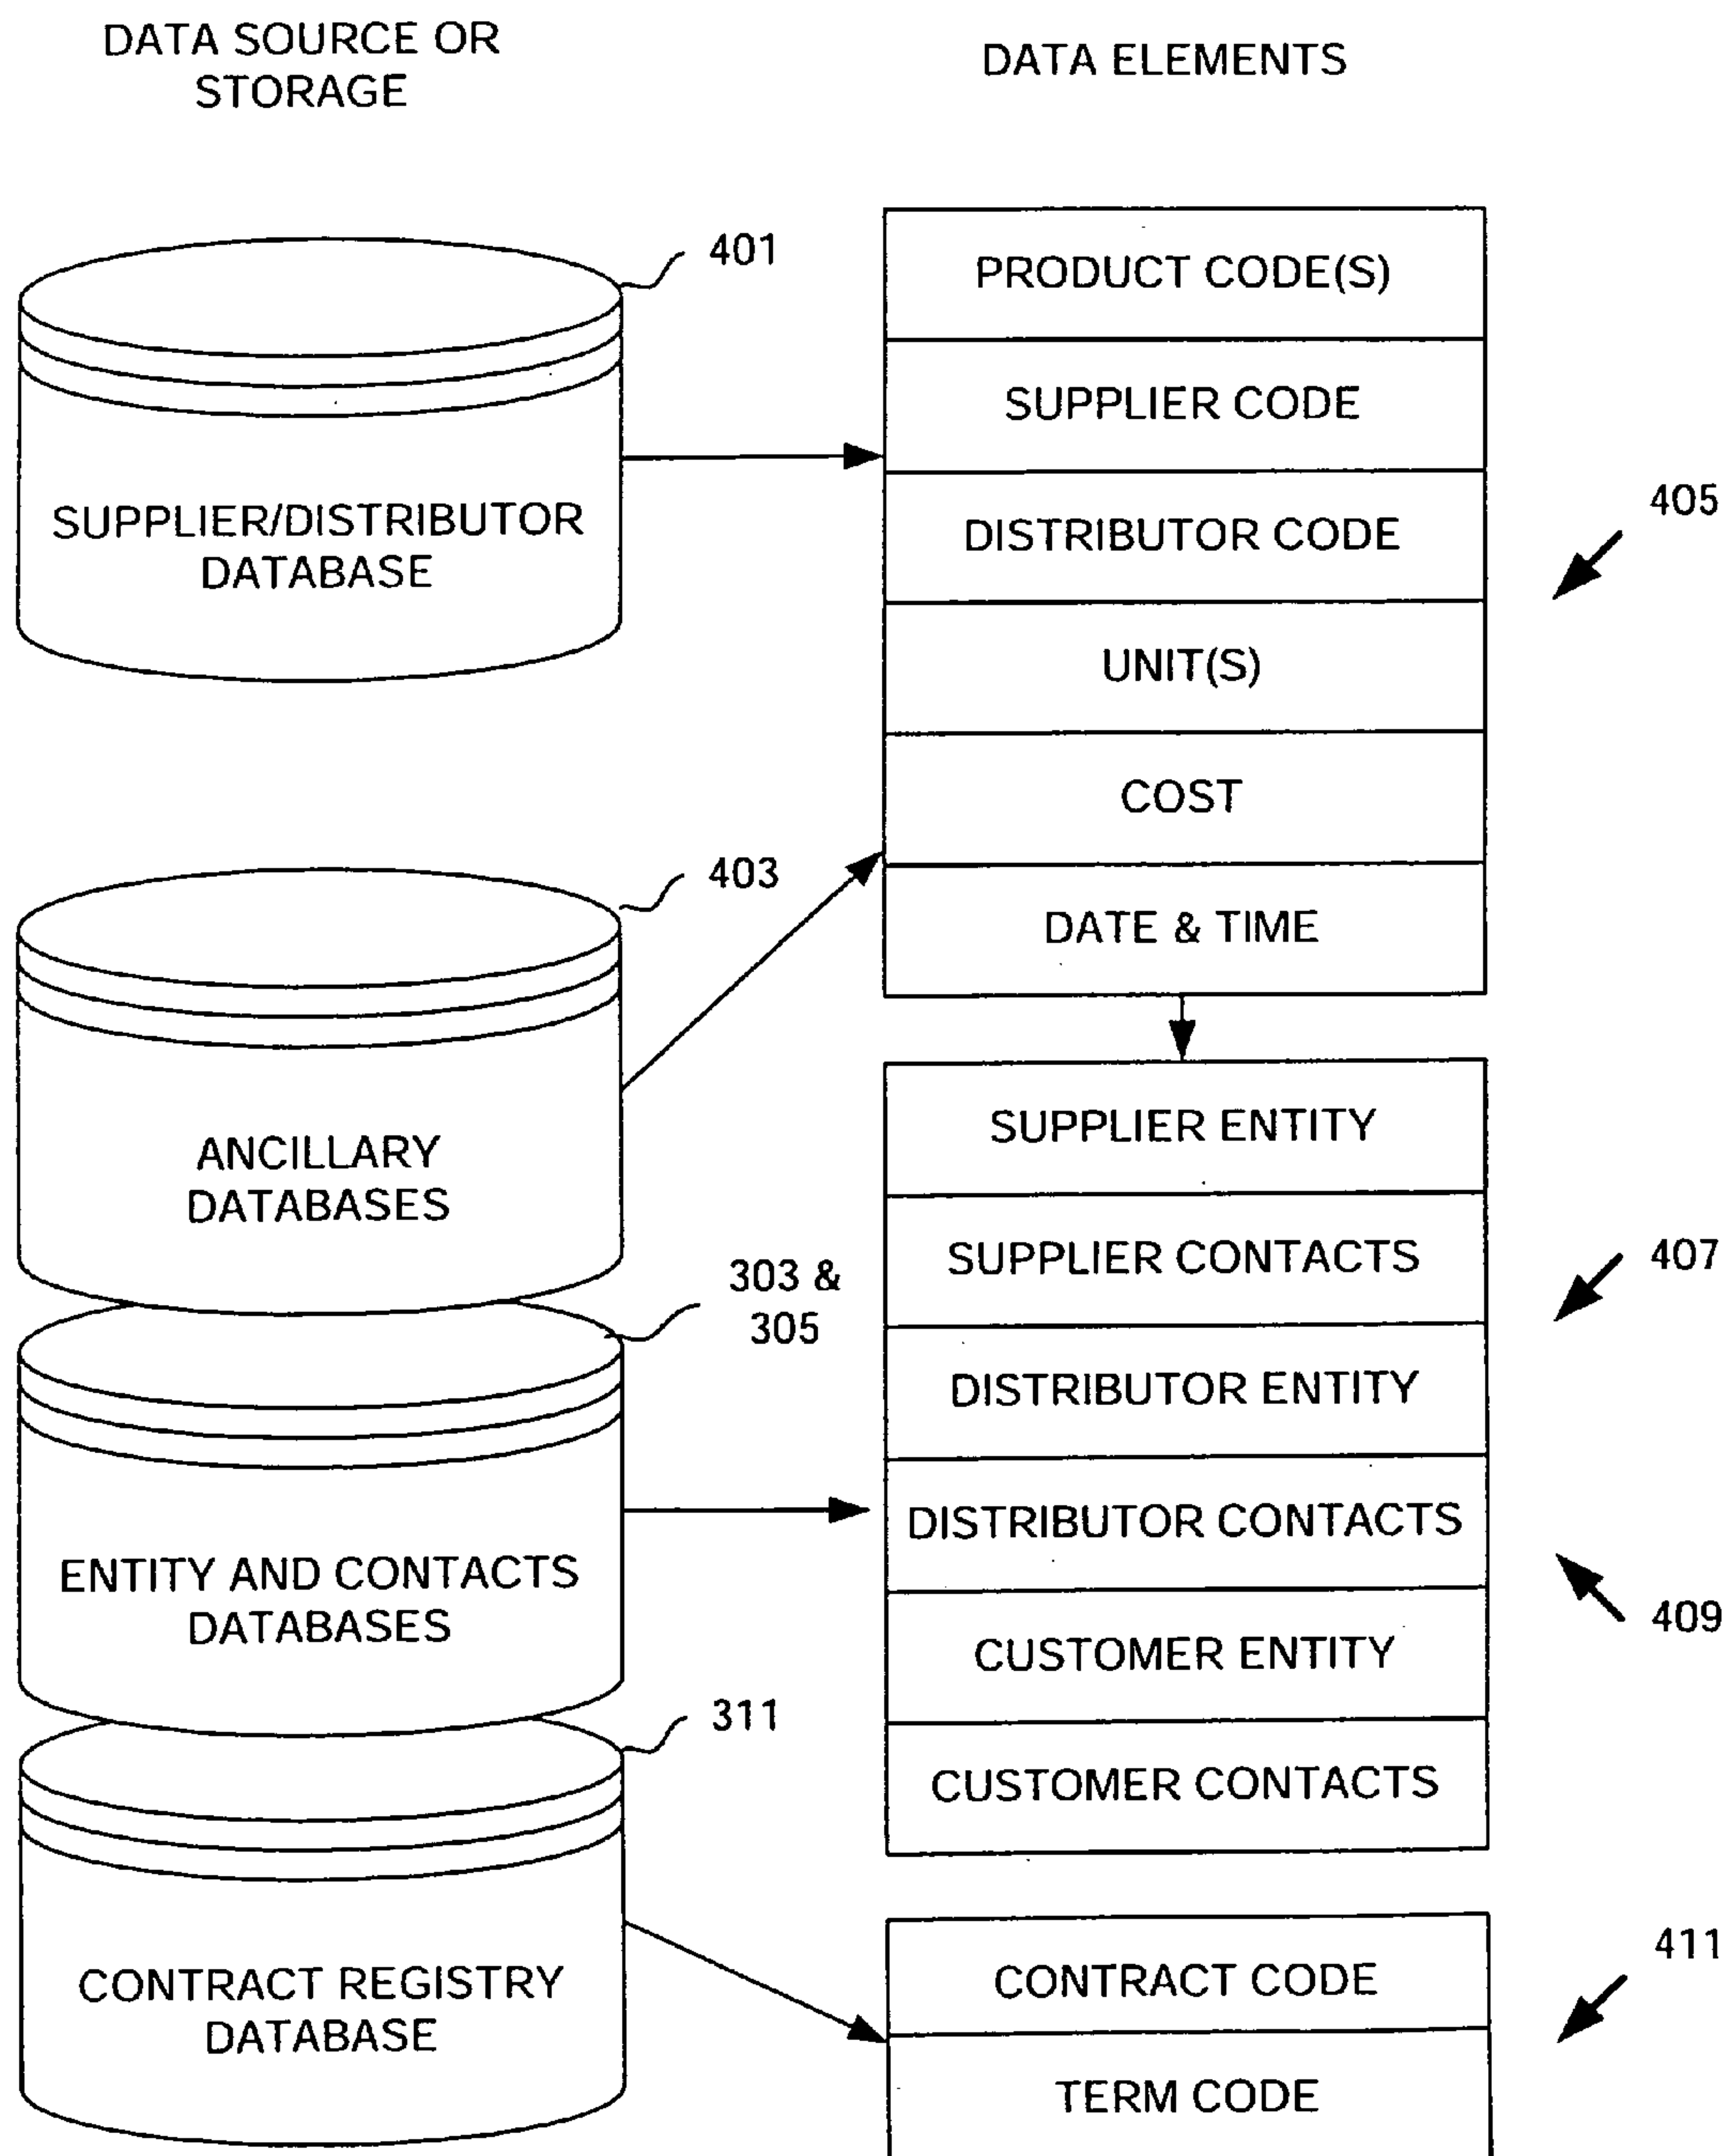 DATA SOURCE OR
STORAGE
DATA ELEMENTS
401
SUPPLIER/DISTRIBUTOR
DATABASE
403
ANCILLARY
DATABASES
303 &
305
ENTITY AND CONTACTS
DATABASES
311
CONTRACT REGISTRY
DATABASE
PRODUCT CODE(S)
SUPPLIER CODE
DISTRIBUTOR CODE
UNIT(S)
COST
DATE & TIME
405
SUPPLIER ENTITY
SUPPLIER CONTACTS
DISTRIBUTOR ENTITY
DISTRIBUTOR CONTACTS
CUSTOMER ENTITY
CUSTOMER CONTACTS
407
409
CONTRACT CODE
TERM CODE
411